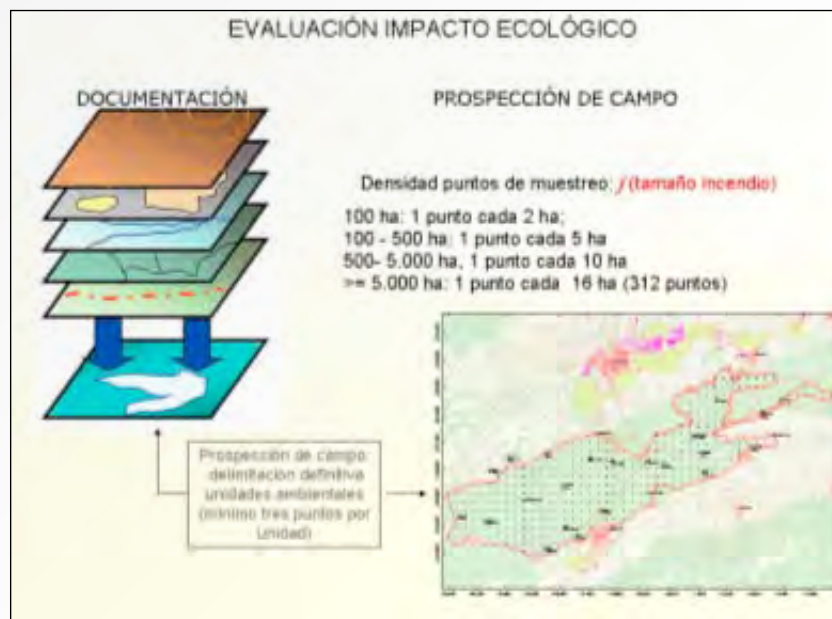 EVALUACIÓN IMPACTO ECOLÓGICO
DOCUMENTACIÓN
PROSPECCIÓN DE CAMPO
Densidad puntos de muestreo: f (tamaño incendio)
100 ha: 1 punto cada 2 ha;
100 - 500 ha: 1 punto cada 5 ha
500- 5.000 ha, 1 punto cada 10 ha
>= 5.000 ha: 1 punto cada 16 ha (312 puntos)
Prospección de campo:
delimitación definitiva
unidades ambientales
(mínimo tres puntos por
unidad)